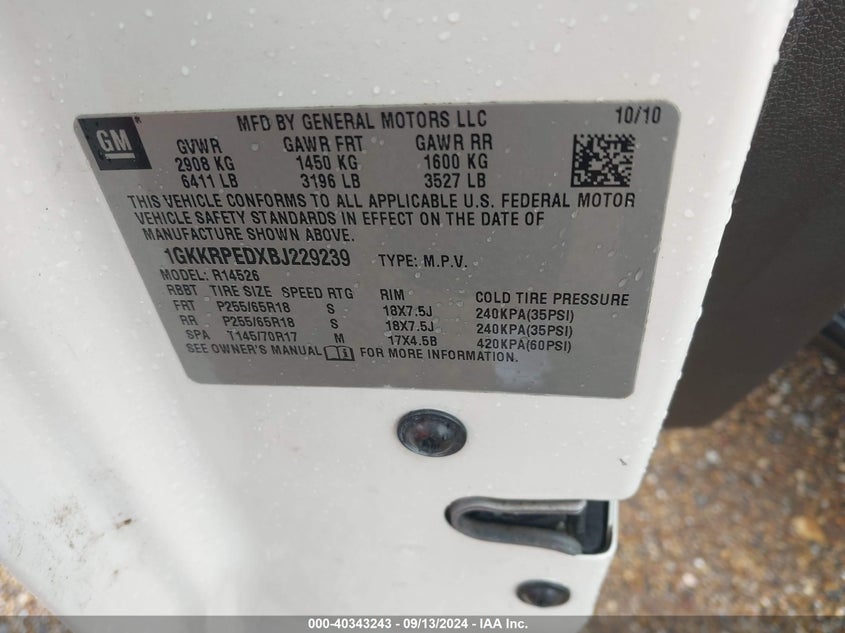 GM
MFD BY GENERAL MOTORS LLC 10/10
GVWR GAWR FRT GAWR RR
2908 KG 1450 KG 1600 KG
6411 LB 3196 LB 3527 LB
THIS VEHICLE CONFORMS TO ALL APPLICABLE U.S. FEDERAL MOTOR
VEHICLE SAFETY STANDARDS IN EFFECT ON THE DATE OF
MANUFACTURE SHOWN ABOVE.
1GKKRPEDXBJ229239 TYPE: M.P.V.
MODEL: R14526
RBBT TIRE SIZE SPEED RTG RIM COLD TIRE PRESSURE
FRT P255/65R18 S 18X7.5J 240KPA(35PSI)
RR P255/65R18 S 18X7.5J 240KPA(35PSI)
SPA T145/70R17 M 17X4.5B 420KPA(60PSI)
SEE OWNER'S MANUAL FOR MORE INFORMATION.
000-40343243 - 09/13/2024 - IAA Inc.